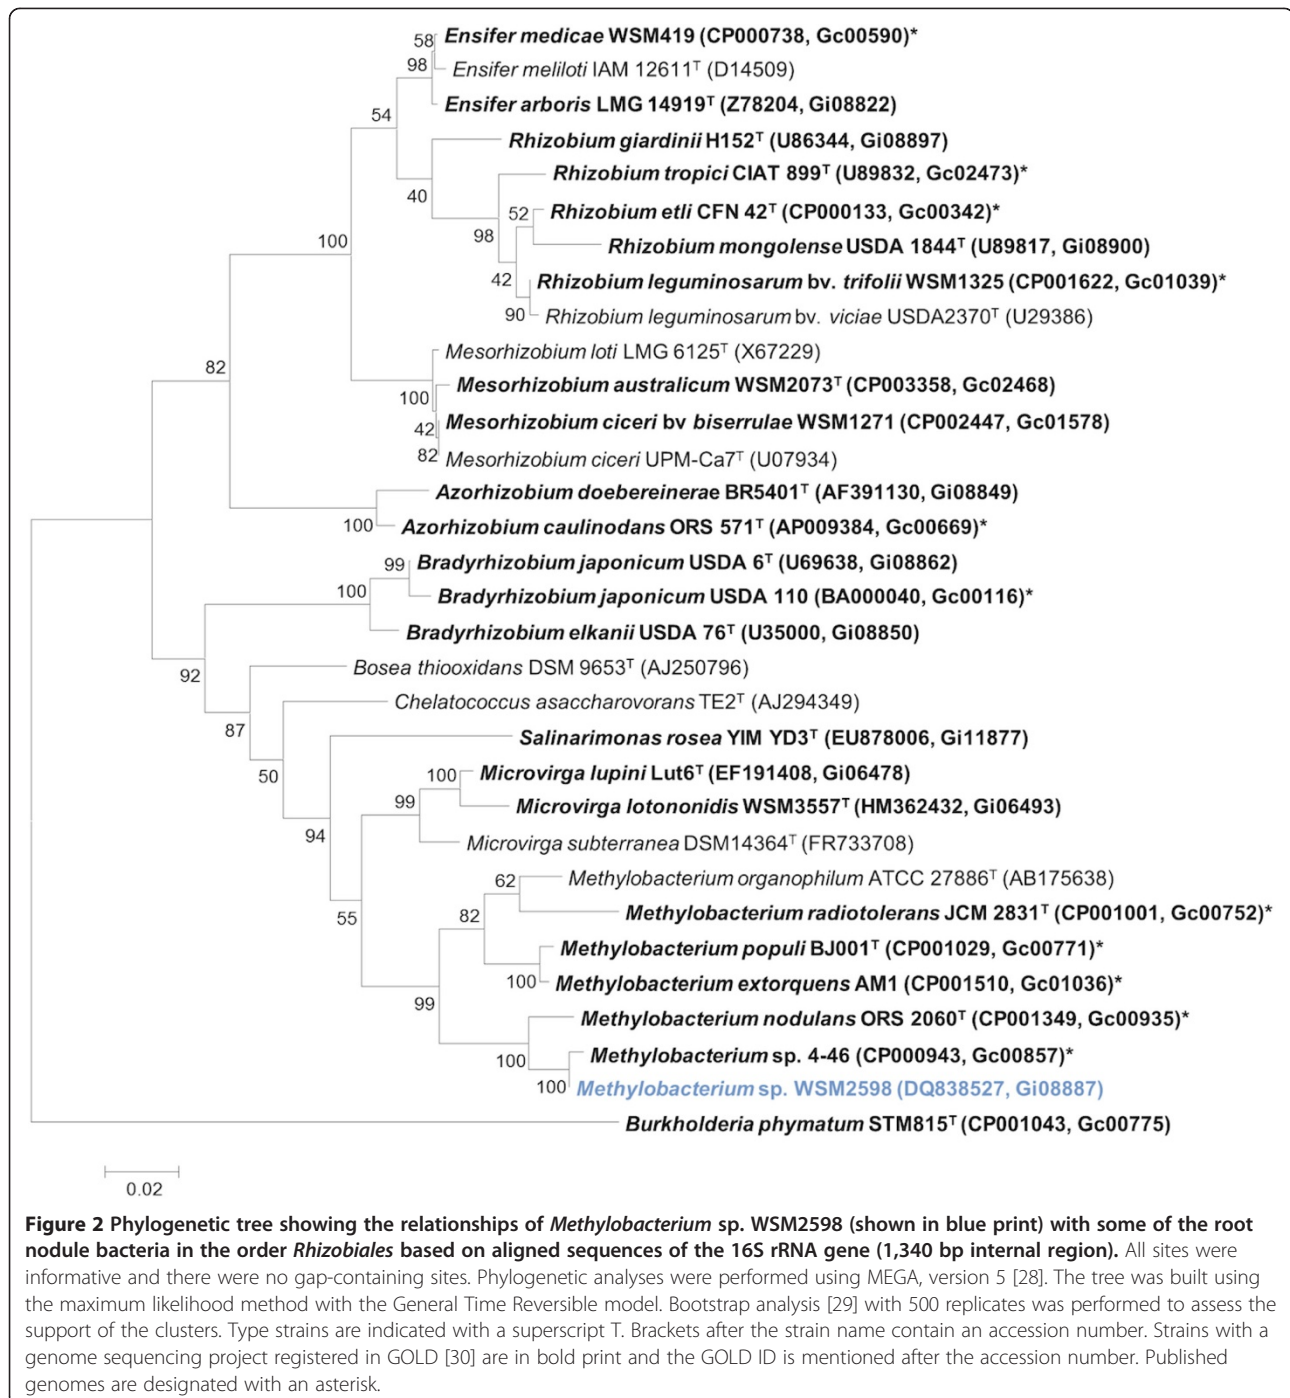 58
Ensifer medicae WSM419 (CP000738, Gc00590)*
98
Ensifer meliloti IAM 12611ᵀ (D14509)
Ensifer arboris LMG 14919ᵀ (Z78204, Gi08822)
54
Rhizobium giardinii H152ᵀ (U86344, Gi08897)
Rhizobium tropici CIAT 899ᵀ (U89832, Gc02473)*
40
52
Rhizobium etli CFN 42ᵀ (CP000133, Gc00342)*
98
Rhizobium mongolense USDA 1844ᵀ (U89817, Gi08900)
100
42
Rhizobium leguminosarum bv. trifolii WSM1325 (CP001622, Gc01039)*
90
Rhizobium leguminosarum bv. viciae USDA2370ᵀ (U29386)
Mesorhizobium loti LMG 6125ᵀ (X67229)
82
Mesorhizobium australicum WSM2073ᵀ (CP003358, Gc02468)
100
Mesorhizobium ciceri bv biserrulae WSM1271 (CP002447, Gc01578)
42
82
Mesorhizobium ciceri UPM-Ca7ᵀ (U07934)
Azorhizobium doebereinerae BR5401ᵀ (AF391130, Gi08849)
100
Azorhizobium caulinodans ORS 571ᵀ (AP009384, Gc00669)*
99
Bradyrhizobium japonicum USDA 6ᵀ (U69638, Gi08862)
100
Bradyrhizobium japonicum USDA 110 (BA000040, Gc00116)*
Bradyrhizobium elkanii USDA 76ᵀ (U35000, Gi08850)
92
Bosea thiooxidans DSM 9653ᵀ (AJ250796)
Chelatococcus asaccharovorans TE2ᵀ (AJ294349)
87
Salinarimonas rosea YIM YD3ᵀ (EU878006, Gi11877)
50
100
Microvirga lupini Lut6ᵀ (EF191408, Gi06478)
99
Microvirga lotononidis WSM3557ᵀ (HM362432, Gi06493)
94
Microvirga subterranea DSM14364ᵀ (FR733708)
62
Methylobacterium organophilum ATCC 27886ᵀ (AB175638)
55
82
Methylobacterium radiotolerans JCM 2831ᵀ (CP001001, Gc00752)*
Methylobacterium populi BJ001ᵀ (CP001029, Gc00771)*
100
Methylobacterium extorquens AM1 (CP001510, Gc01036)*
99
Methylobacterium nodulans ORS 2060ᵀ (CP001349, Gc00935)*
100
Methylobacterium sp. 4-46 (CP000943, Gc00857)*
100
Methylobacterium sp. WSM2598 (DQ838527, Gi08887)
Burkholderia phymatum STM815ᵀ (CP001043, Gc00775)
0.02
Figure 2 Phylogenetic tree showing the relationships of Methylobacterium sp. WSM2598 (shown in blue print) with some of the root
nodule bacteria in the order Rhizobiales based on aligned sequences of the 16S rRNA gene (1,340 bp internal region). All sites were
informative and there were no gap-containing sites. Phylogenetic analyses were performed using MEGA, version 5 [28]. The tree was built using
the maximum likelihood method with the General Time Reversible model. Bootstrap analysis [29] with 500 replicates was performed to assess the
support of the clusters. Type strains are indicated with a superscript T. Brackets after the strain name contain an accession number. Strains with a
genome sequencing project registered in GOLD [30] are in bold print and the GOLD ID is mentioned after the accession number. Published
genomes are designated with an asterisk.